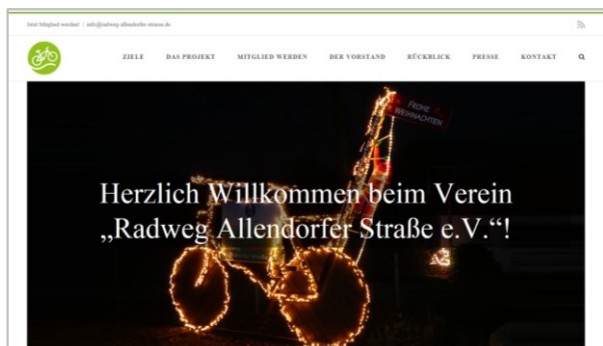 Jetzt Mitglied werden! | info@radweg-allendorfer-strasse.de
ZIELE DAS PROJEKT MITGLIED WERDEN DER VORSTAND RÜCKBLICK PRESSE KONTAKT
FROHE
WEIHNACHTEN
Herzlich Willkommen beim Verein
„Radweg Allendorfer Straße e.V.“!